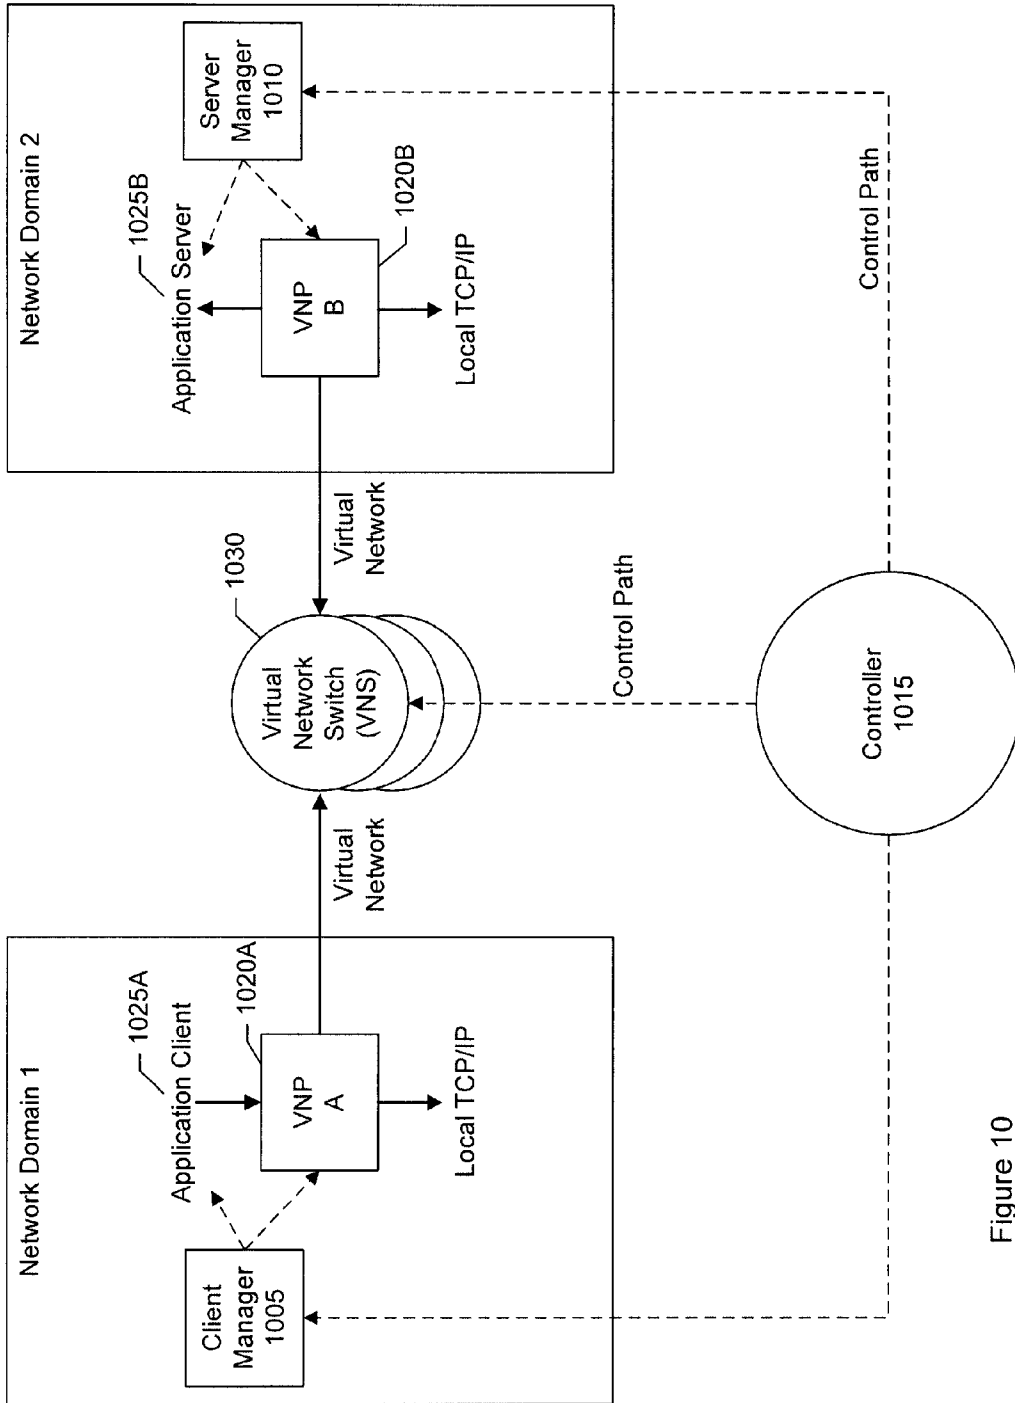 Network Domain 1
Client
Manager
1005
1025A
Application Client
1020A
VNP
A
Local TCP/IP
Virtual
Network
1030
Virtual
Network
Switch
(VNS)
Virtual
Network
Network Domain 2
1025B
Application Server
Server
Manager
1010
1020B
VNP
B
Local TCP/IP
Control Path
Control Path
Controller
1015
Figure 10